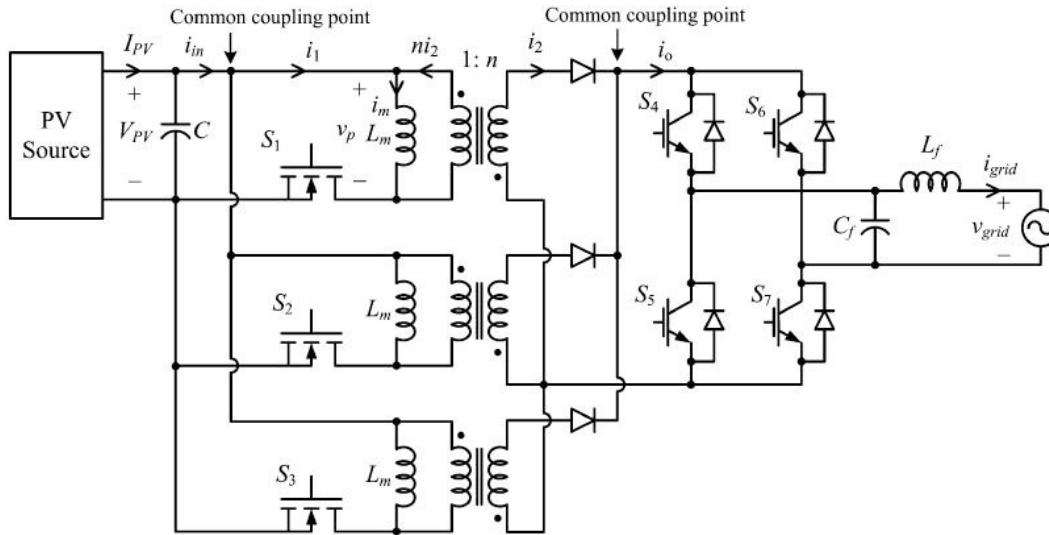 Common coupling point
Common coupling point
I_PV
i_in
i_1
ni_2
1: n
i_2
i_o
+
PV
Source
V_PV
C
−
S_1
+
v_p
−
i_m
L_m
S_4
S_6
L_f
i_grid
C_f
+
v_grid
−
S_2
L_m
S_5
S_7
S_3
L_m